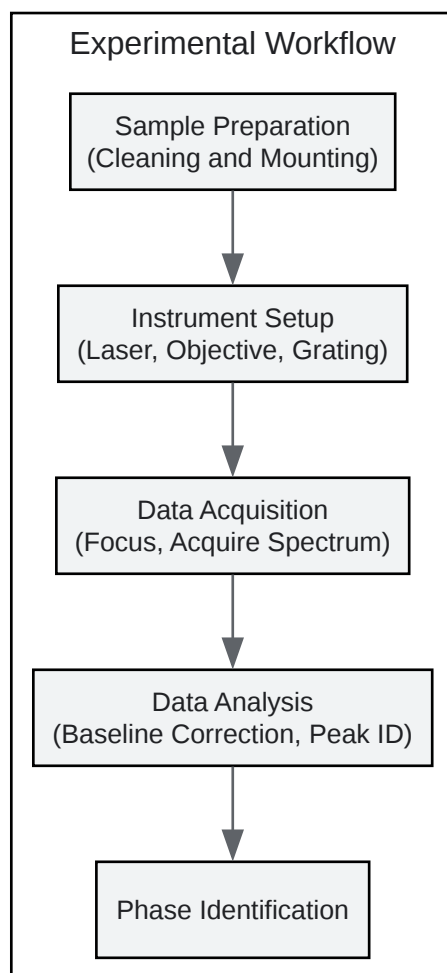 Experimental Workflow
Sample Preparation
(Cleaning and Mounting)
Instrument Setup
(Laser, Objective, Grating)
Data Acquisition
(Focus, Acquire Spectrum)
Data Analysis
(Baseline Correction, Peak ID)
Phase Identification